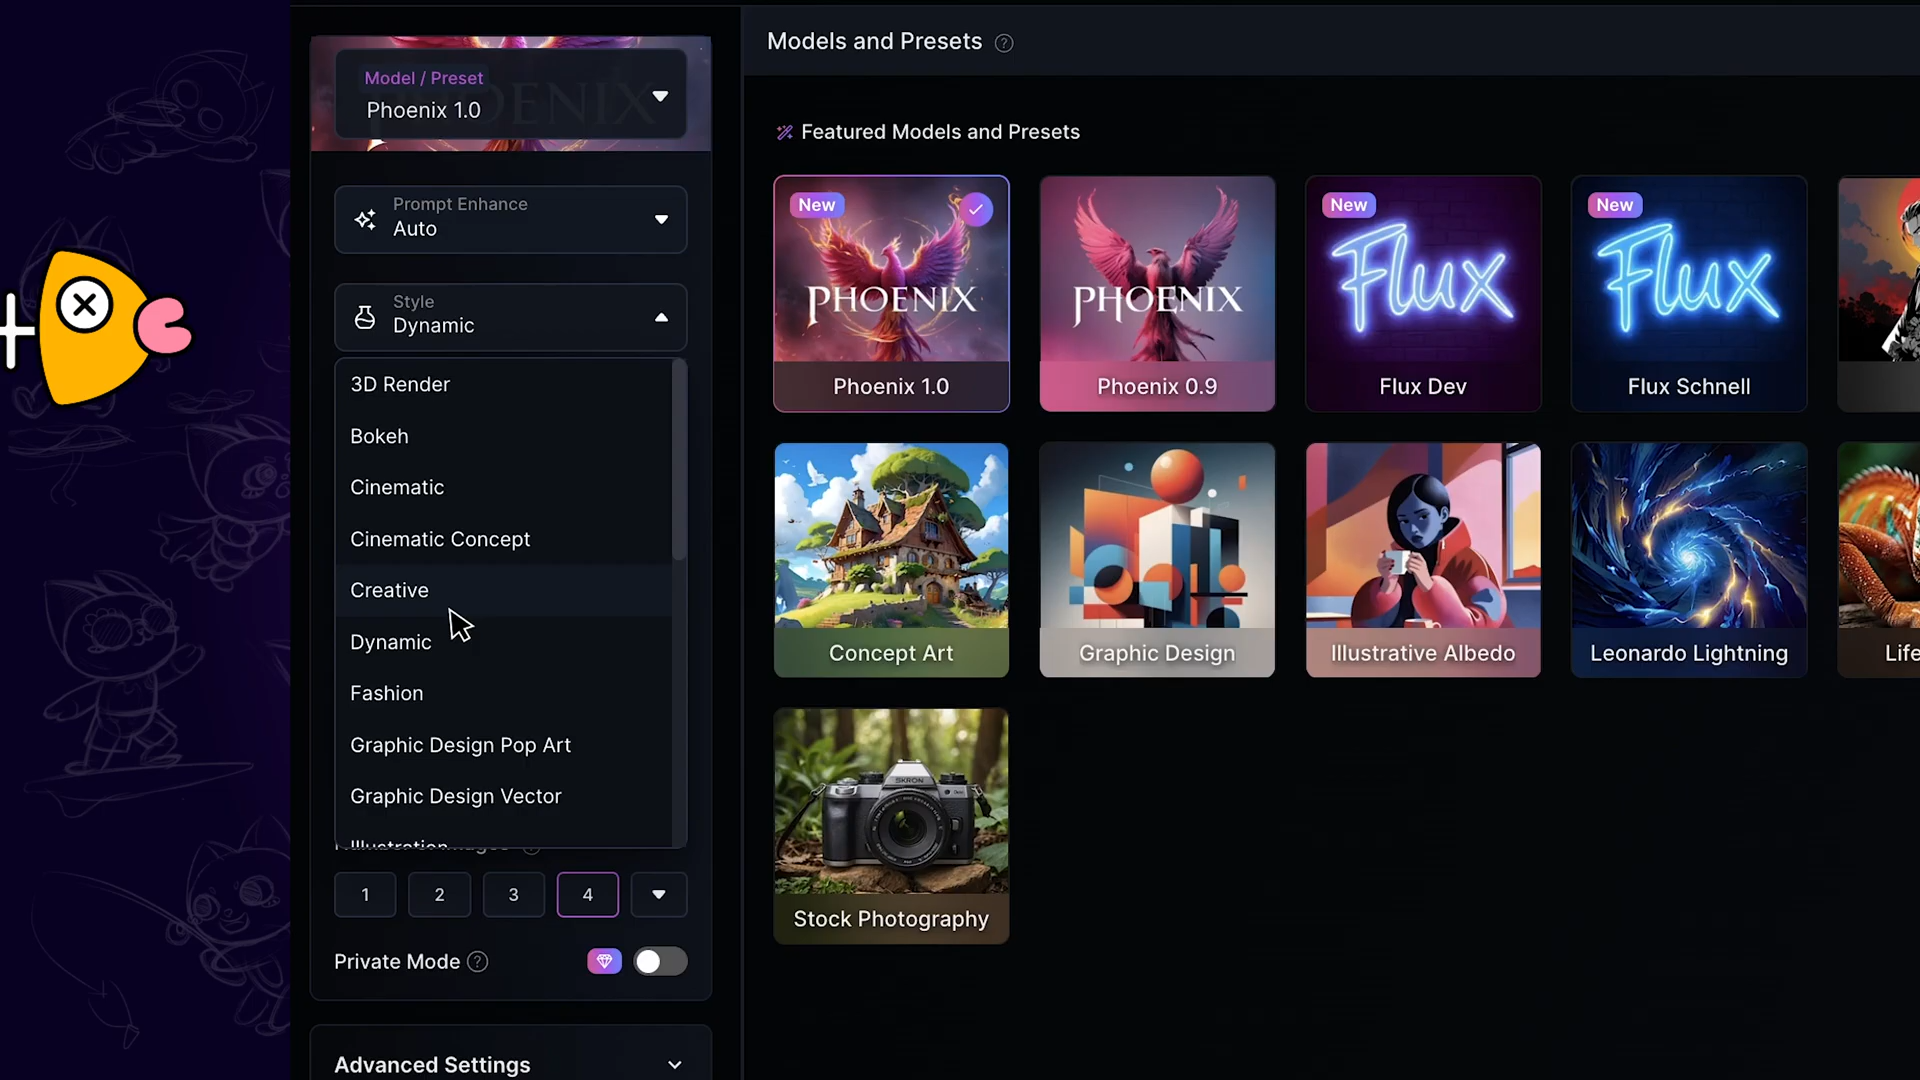 Model / Preset
Phoenix 1.0
Prompt Enhance
Auto
Style
Dynamic
3D Render
Bokeh
Cinematic
Cinematic Concept
Creative
Dynamic
Fashion
Graphic Design Pop Art
Graphic Design Vector
Illustration
1
2
3
4
Private Mode
Advanced Settings
Models and Presets
Featured Models and Presets
New
PHOENIX
Phoenix 1.0
PHOENIX
Phoenix 0.9
New
Flux
Flux Dev
New
Flux
Flux Schnell
Concept Art
Graphic Design
Illustrative Albedo
Leonardo Lightning
Life
SKRON
Stock Photography